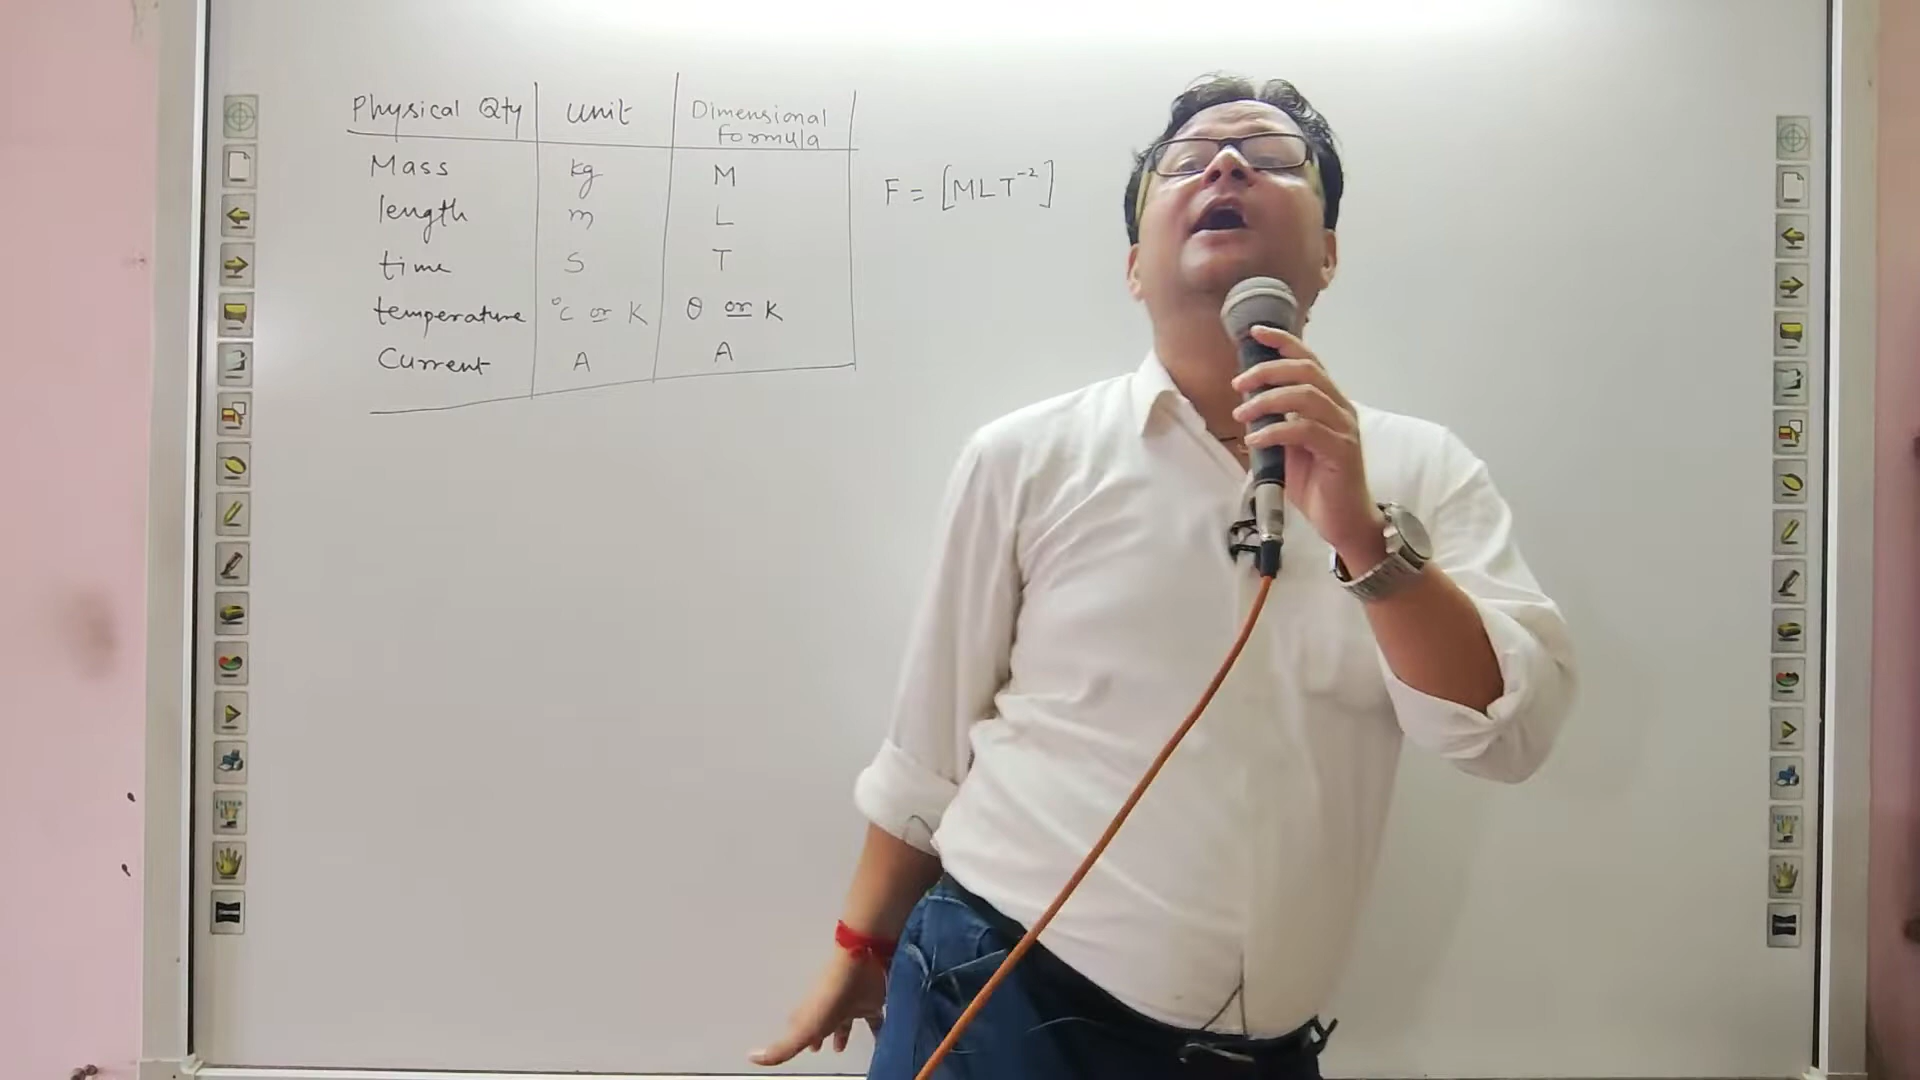 Physical Qty Unit Dimensional Formula
Mass kg M
length m L
time S T
temperature °C or K θ or K
Current A A
F = [MLT⁻²]